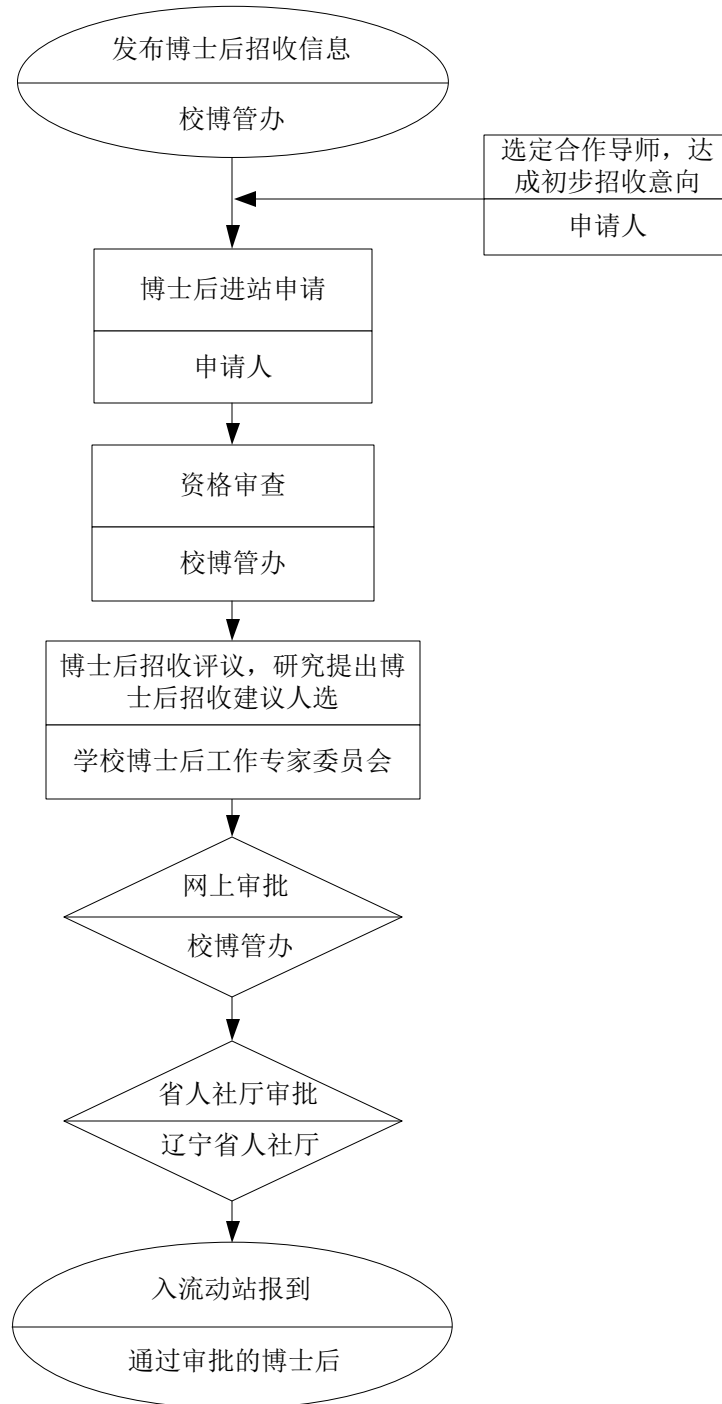 发布博士后招收信息
校博管办
选定合作导师，达
成初步招收意向
申请人
博士后进站申请
申请人
资格审查
校博管办
博士后招收评议，研究提出博
士后招收建议人选
学校博士后工作专家委员会
网上审批
校博管办
省人社厅审批
辽宁省人社厅
入流动站报到
通过审批的博士后